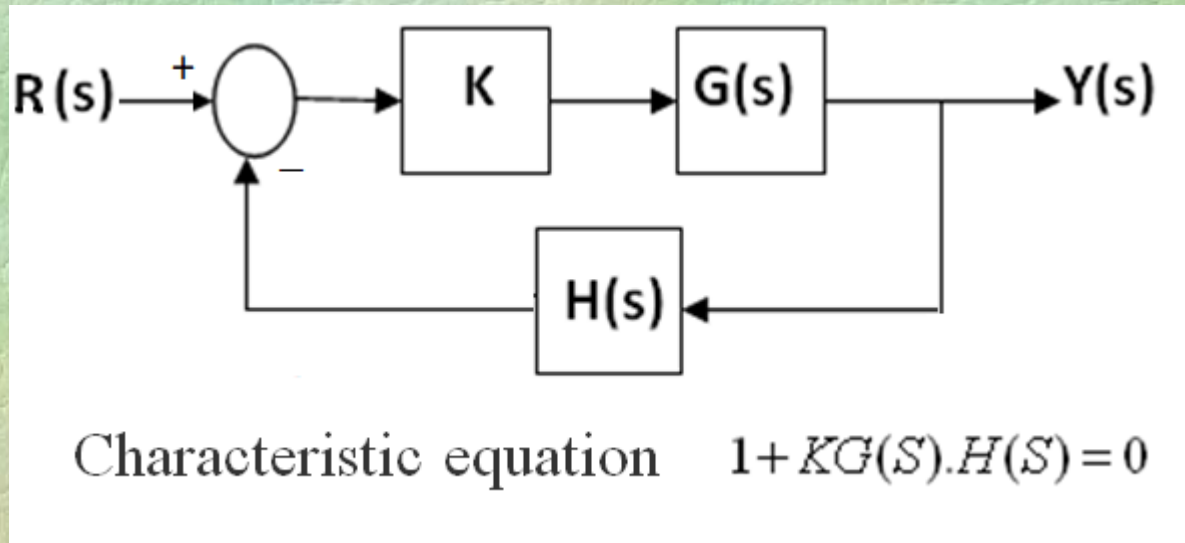 +
R(s) K G(s) Y(s)
−
H(s)
Characteristic equation 1+KG(S).H(S)=0